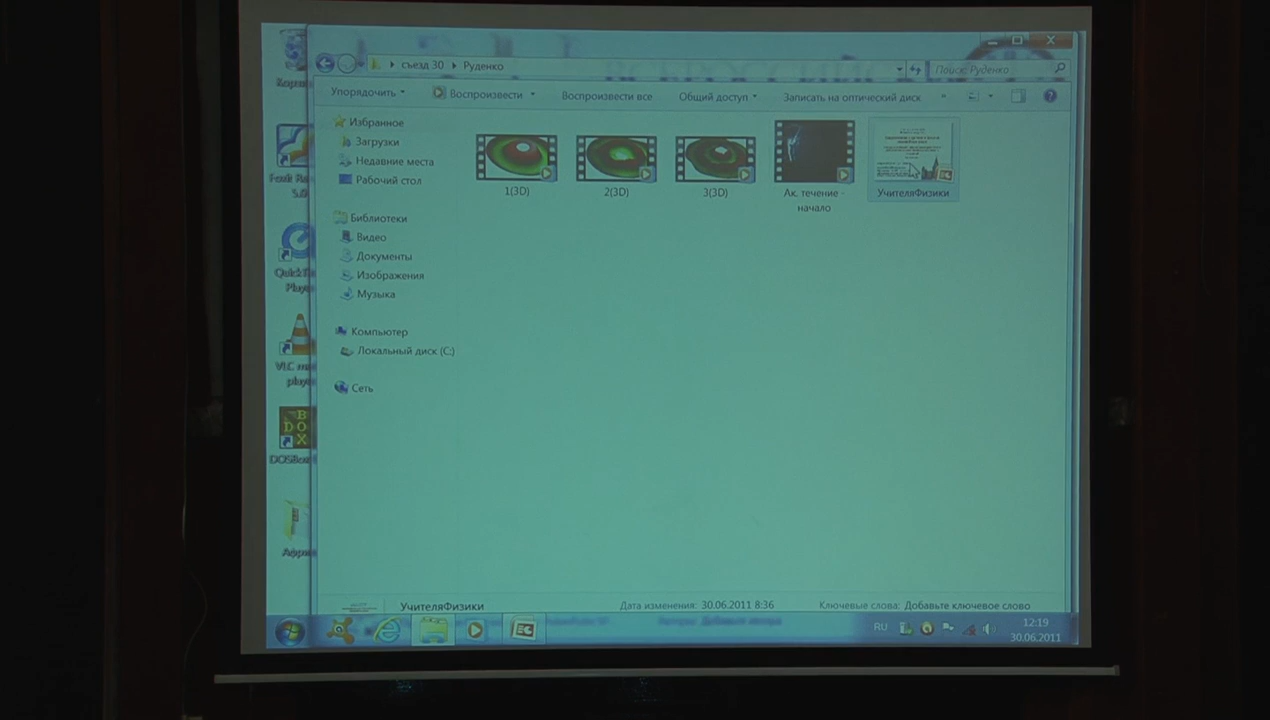 съезд 30
Руденко
Поиск: Руденко
Упорядочить
Воспроизвести
Воспроизвести все
Общий доступ
Записать на оптический диск
»
Избранное
Загрузки
Недавние места
Рабочий стол
Библиотеки
Видео
Документы
Изображения
Музыка
Компьютер
Локальный диск (C:)
Сеть
1(3D)
2(3D)
3(3D)
Ак. течение -
начало
УчителяФизики
5.0
VLC
DOX
УчителяФизики
Дата изменения: 30.06.2011 8:36
Ключевые слова: Добавьте ключевое слово
RU
12:19
30.06.2011